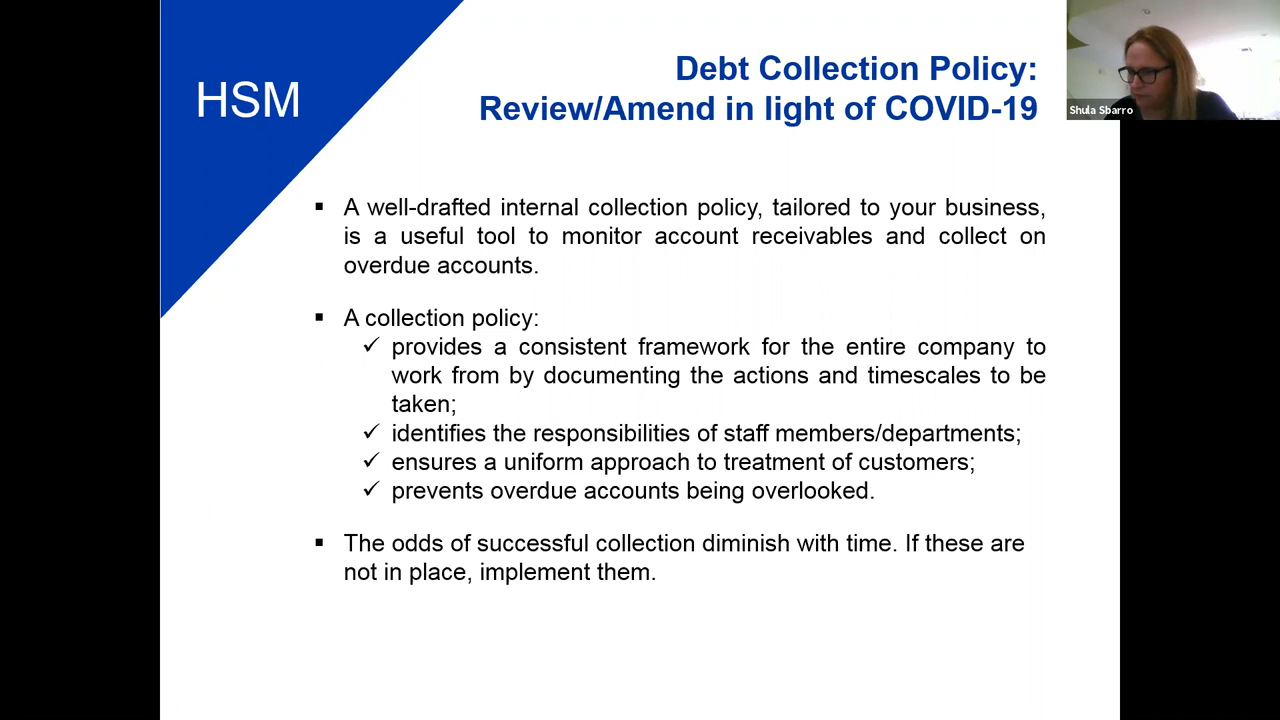 HSM
Debt Collection Policy:
Review/Amend in light of COVID-19
Shula Sbarro
▪ A well-drafted internal collection policy, tailored to your business,
is a useful tool to monitor account receivables and collect on
overdue accounts.
▪ A collection policy:
✓ provides a consistent framework for the entire company to
work from by documenting the actions and timescales to be
taken;
✓ identifies the responsibilities of staff members/departments;
✓ ensures a uniform approach to treatment of customers;
✓ prevents overdue accounts being overlooked.
▪ The odds of successful collection diminish with time. If these are
not in place, implement them.